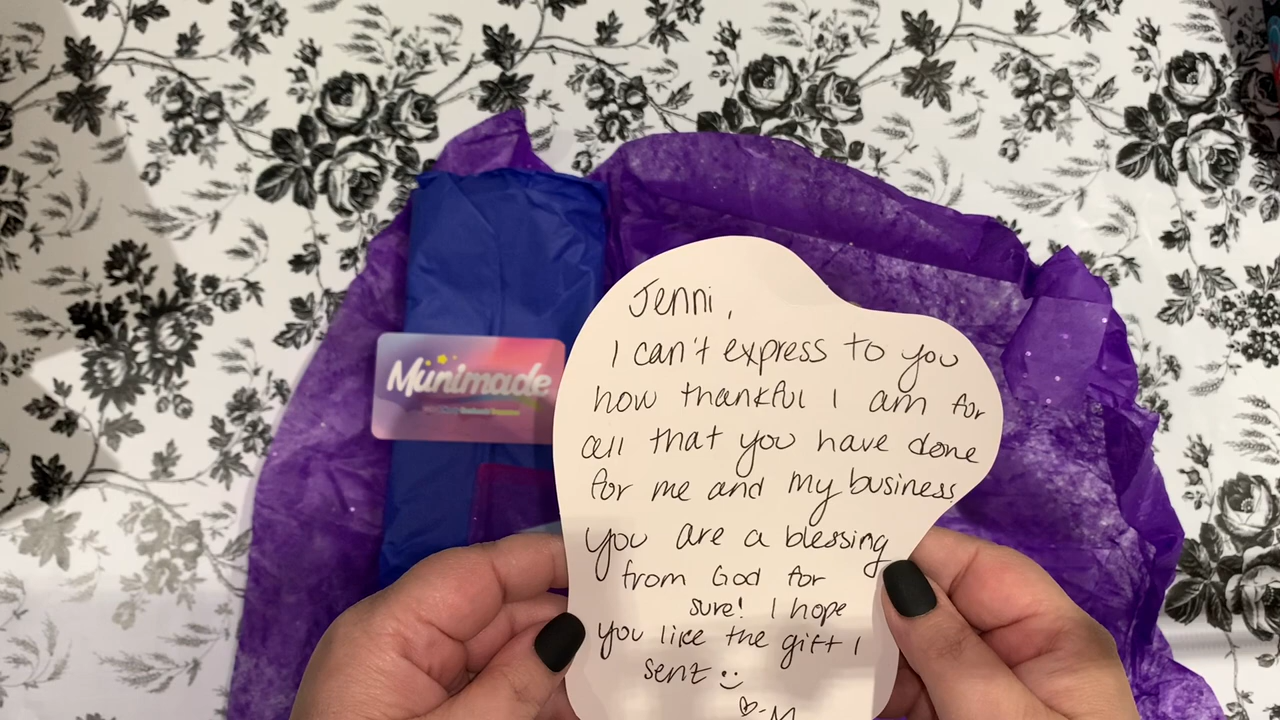 Jenni,
I can't express to you
how thankful I am for
all that you have done
for me and my business.
You are a blessing
from God for
sure! I hope
you like the gift I
sent :)
♡-M
Munimade